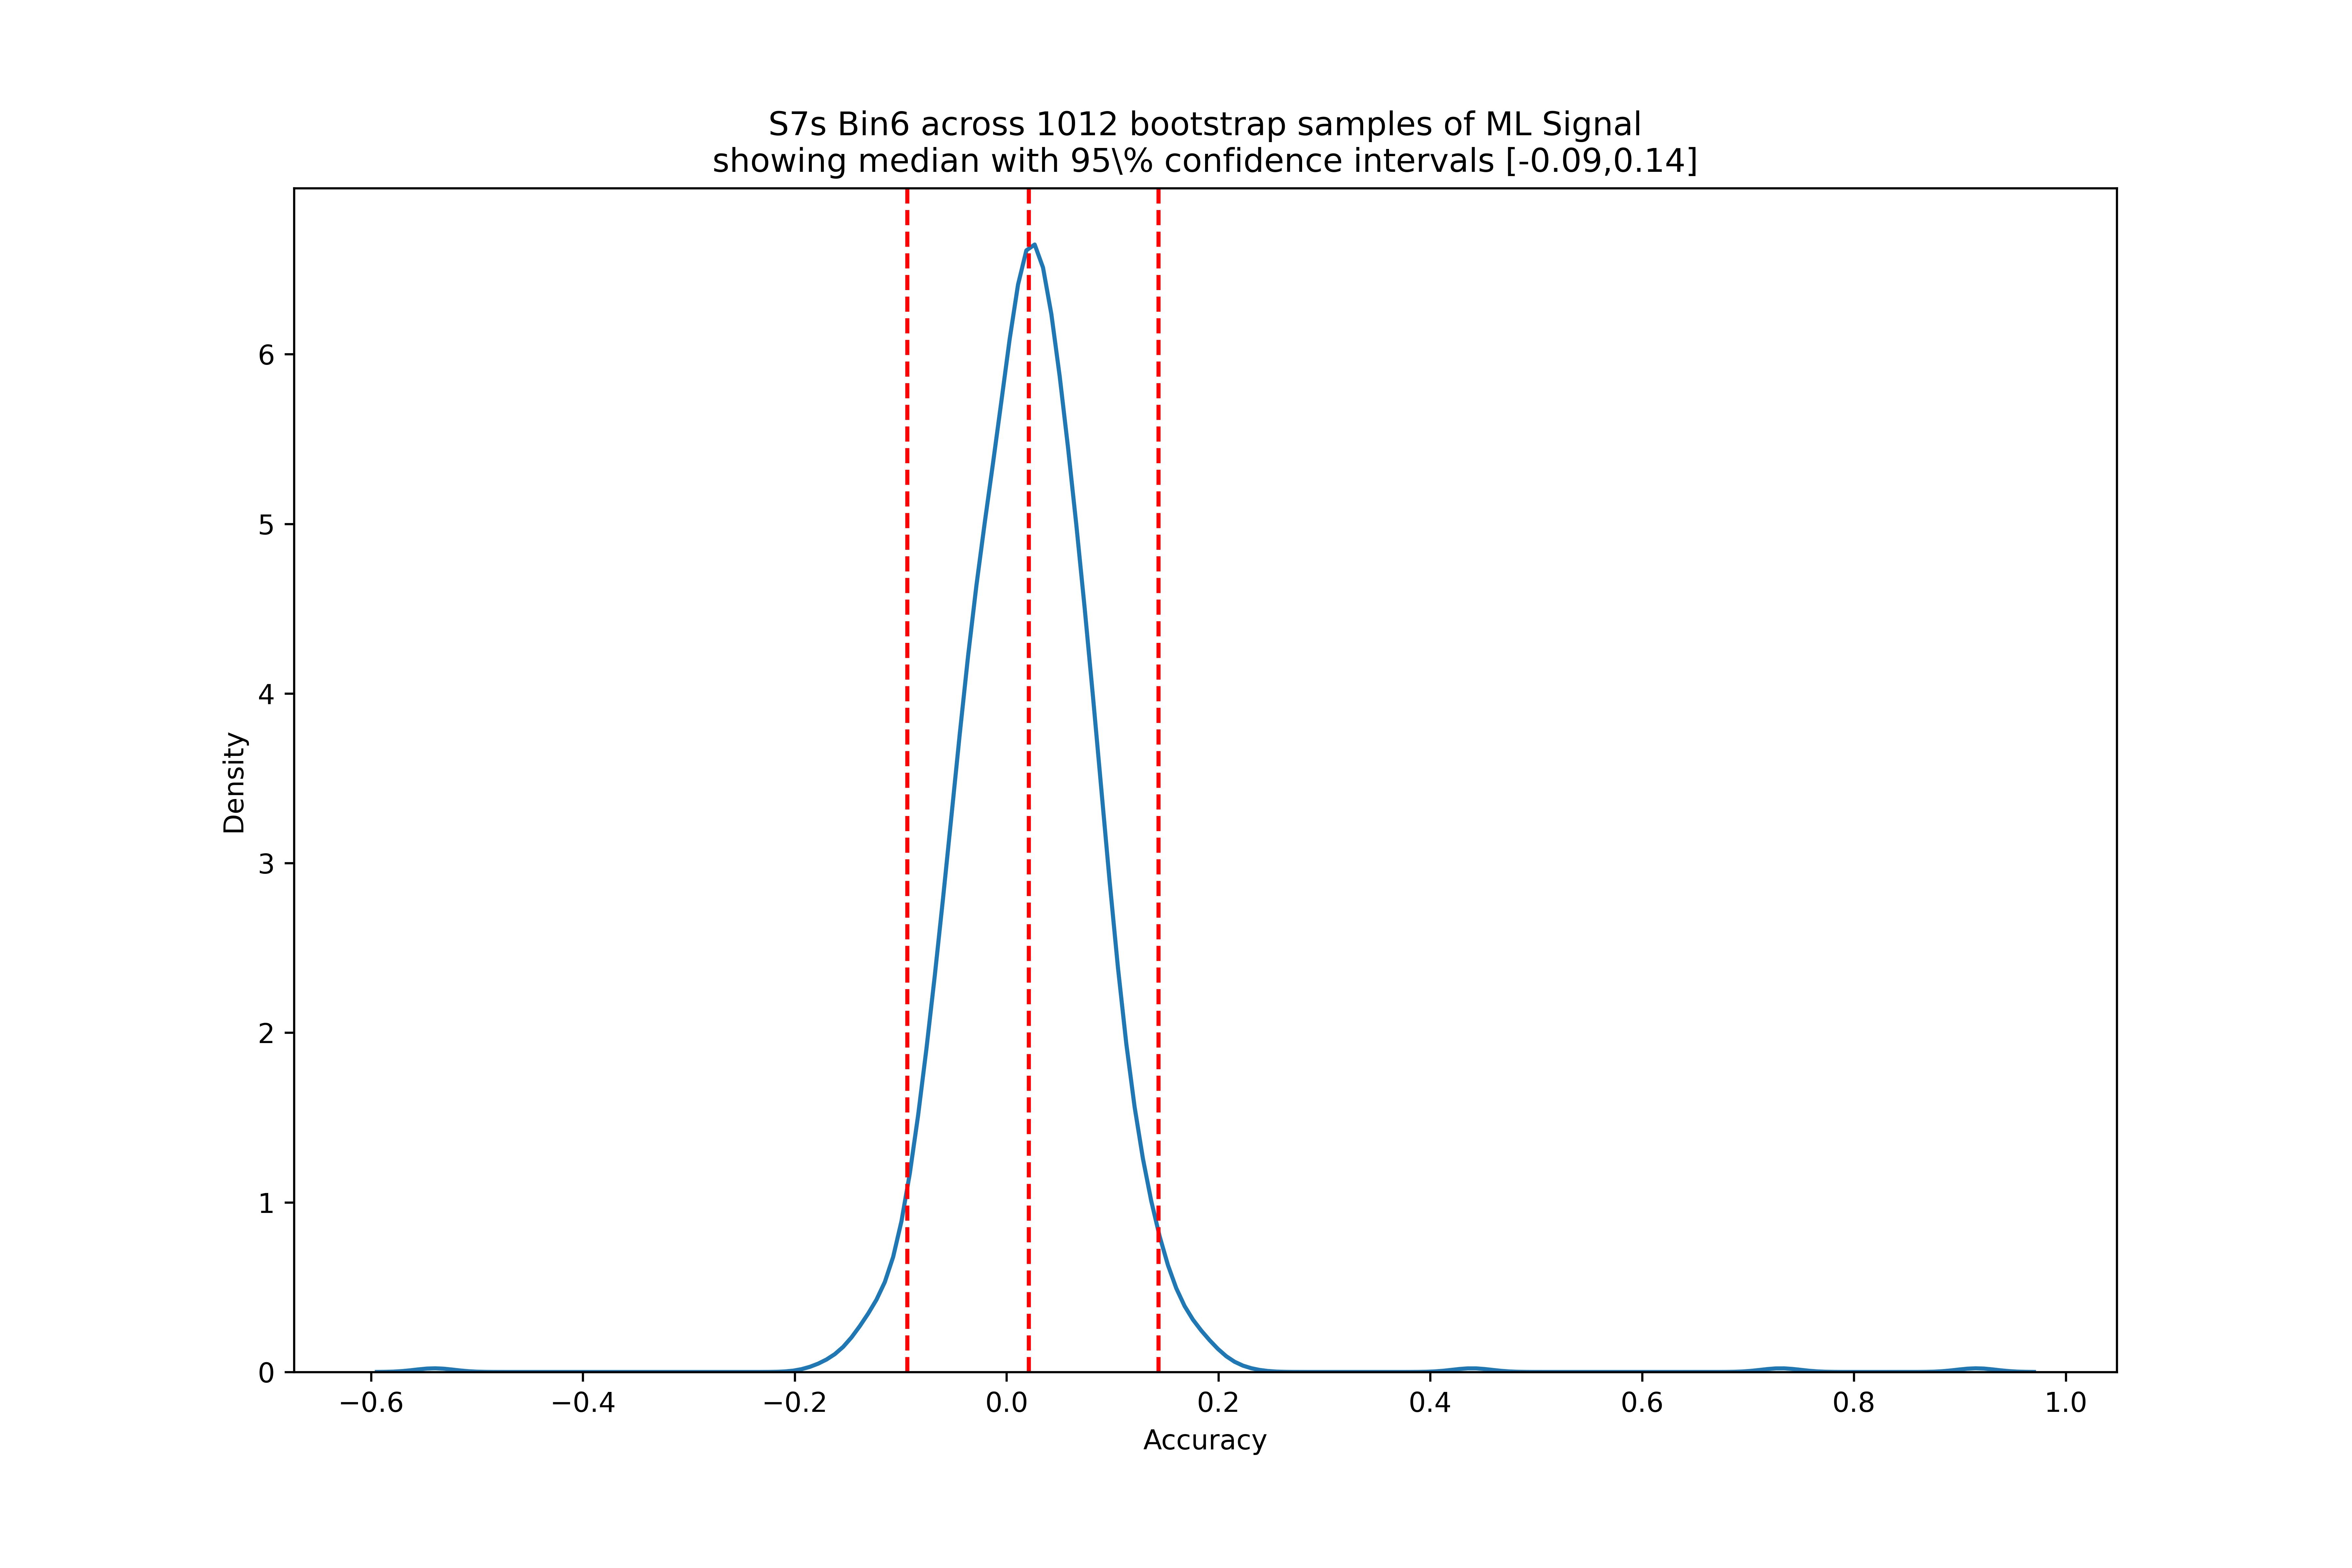 S7s Bin6 across 1012 bootstrap samples of ML Signal
showing median with 95\% confidence intervals [-0.09,0.14]
6
5
4
3
2
1
0
Density
−0.6 −0.4 −0.2 0.0 0.2 0.4 0.6 0.8 1.0
Accuracy